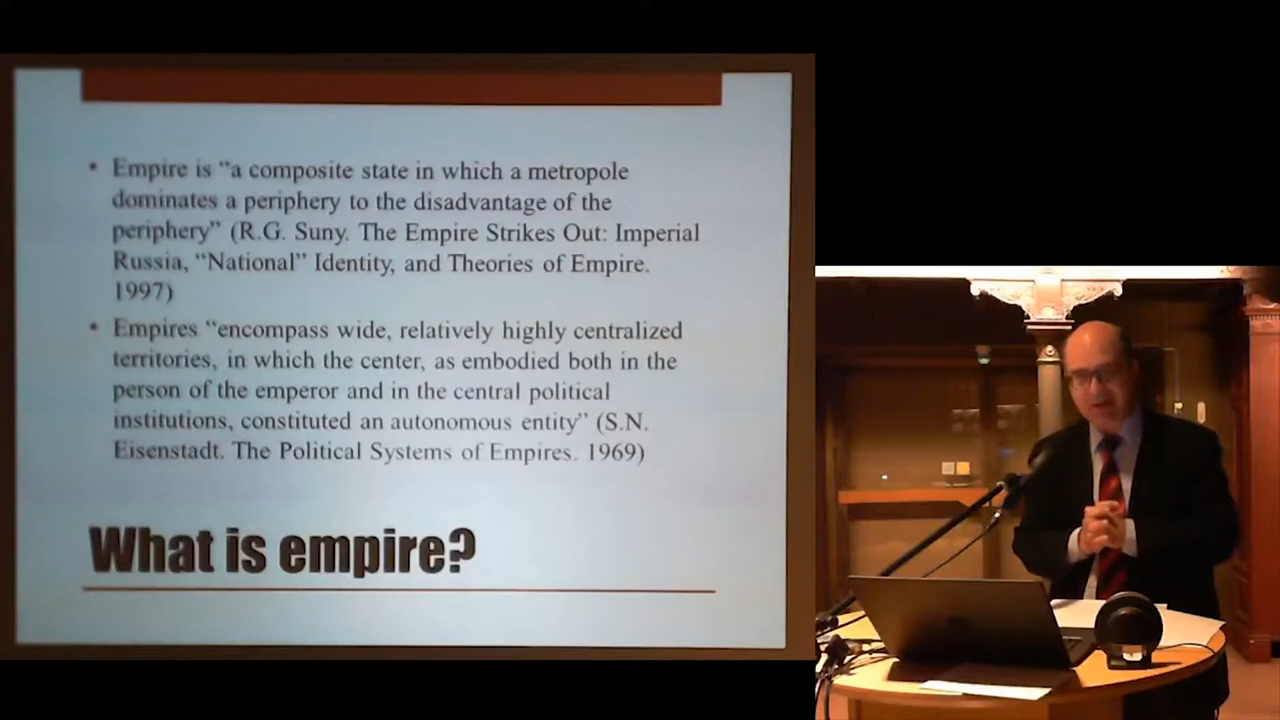 • Empire is “a composite state in which a metropole
dominates a periphery to the disadvantage of the
periphery” (R.G. Suny. The Empire Strikes Out: Imperial
Russia, “National” Identity, and Theories of Empire.
1997)
• Empires “encompass wide, relatively highly centralized
territories, in which the center, as embodied both in the
person of the emperor and in the central political
institutions, constituted an autonomous entity” (S.N.
Eisenstadt. The Political Systems of Empires. 1969)
What is empire?